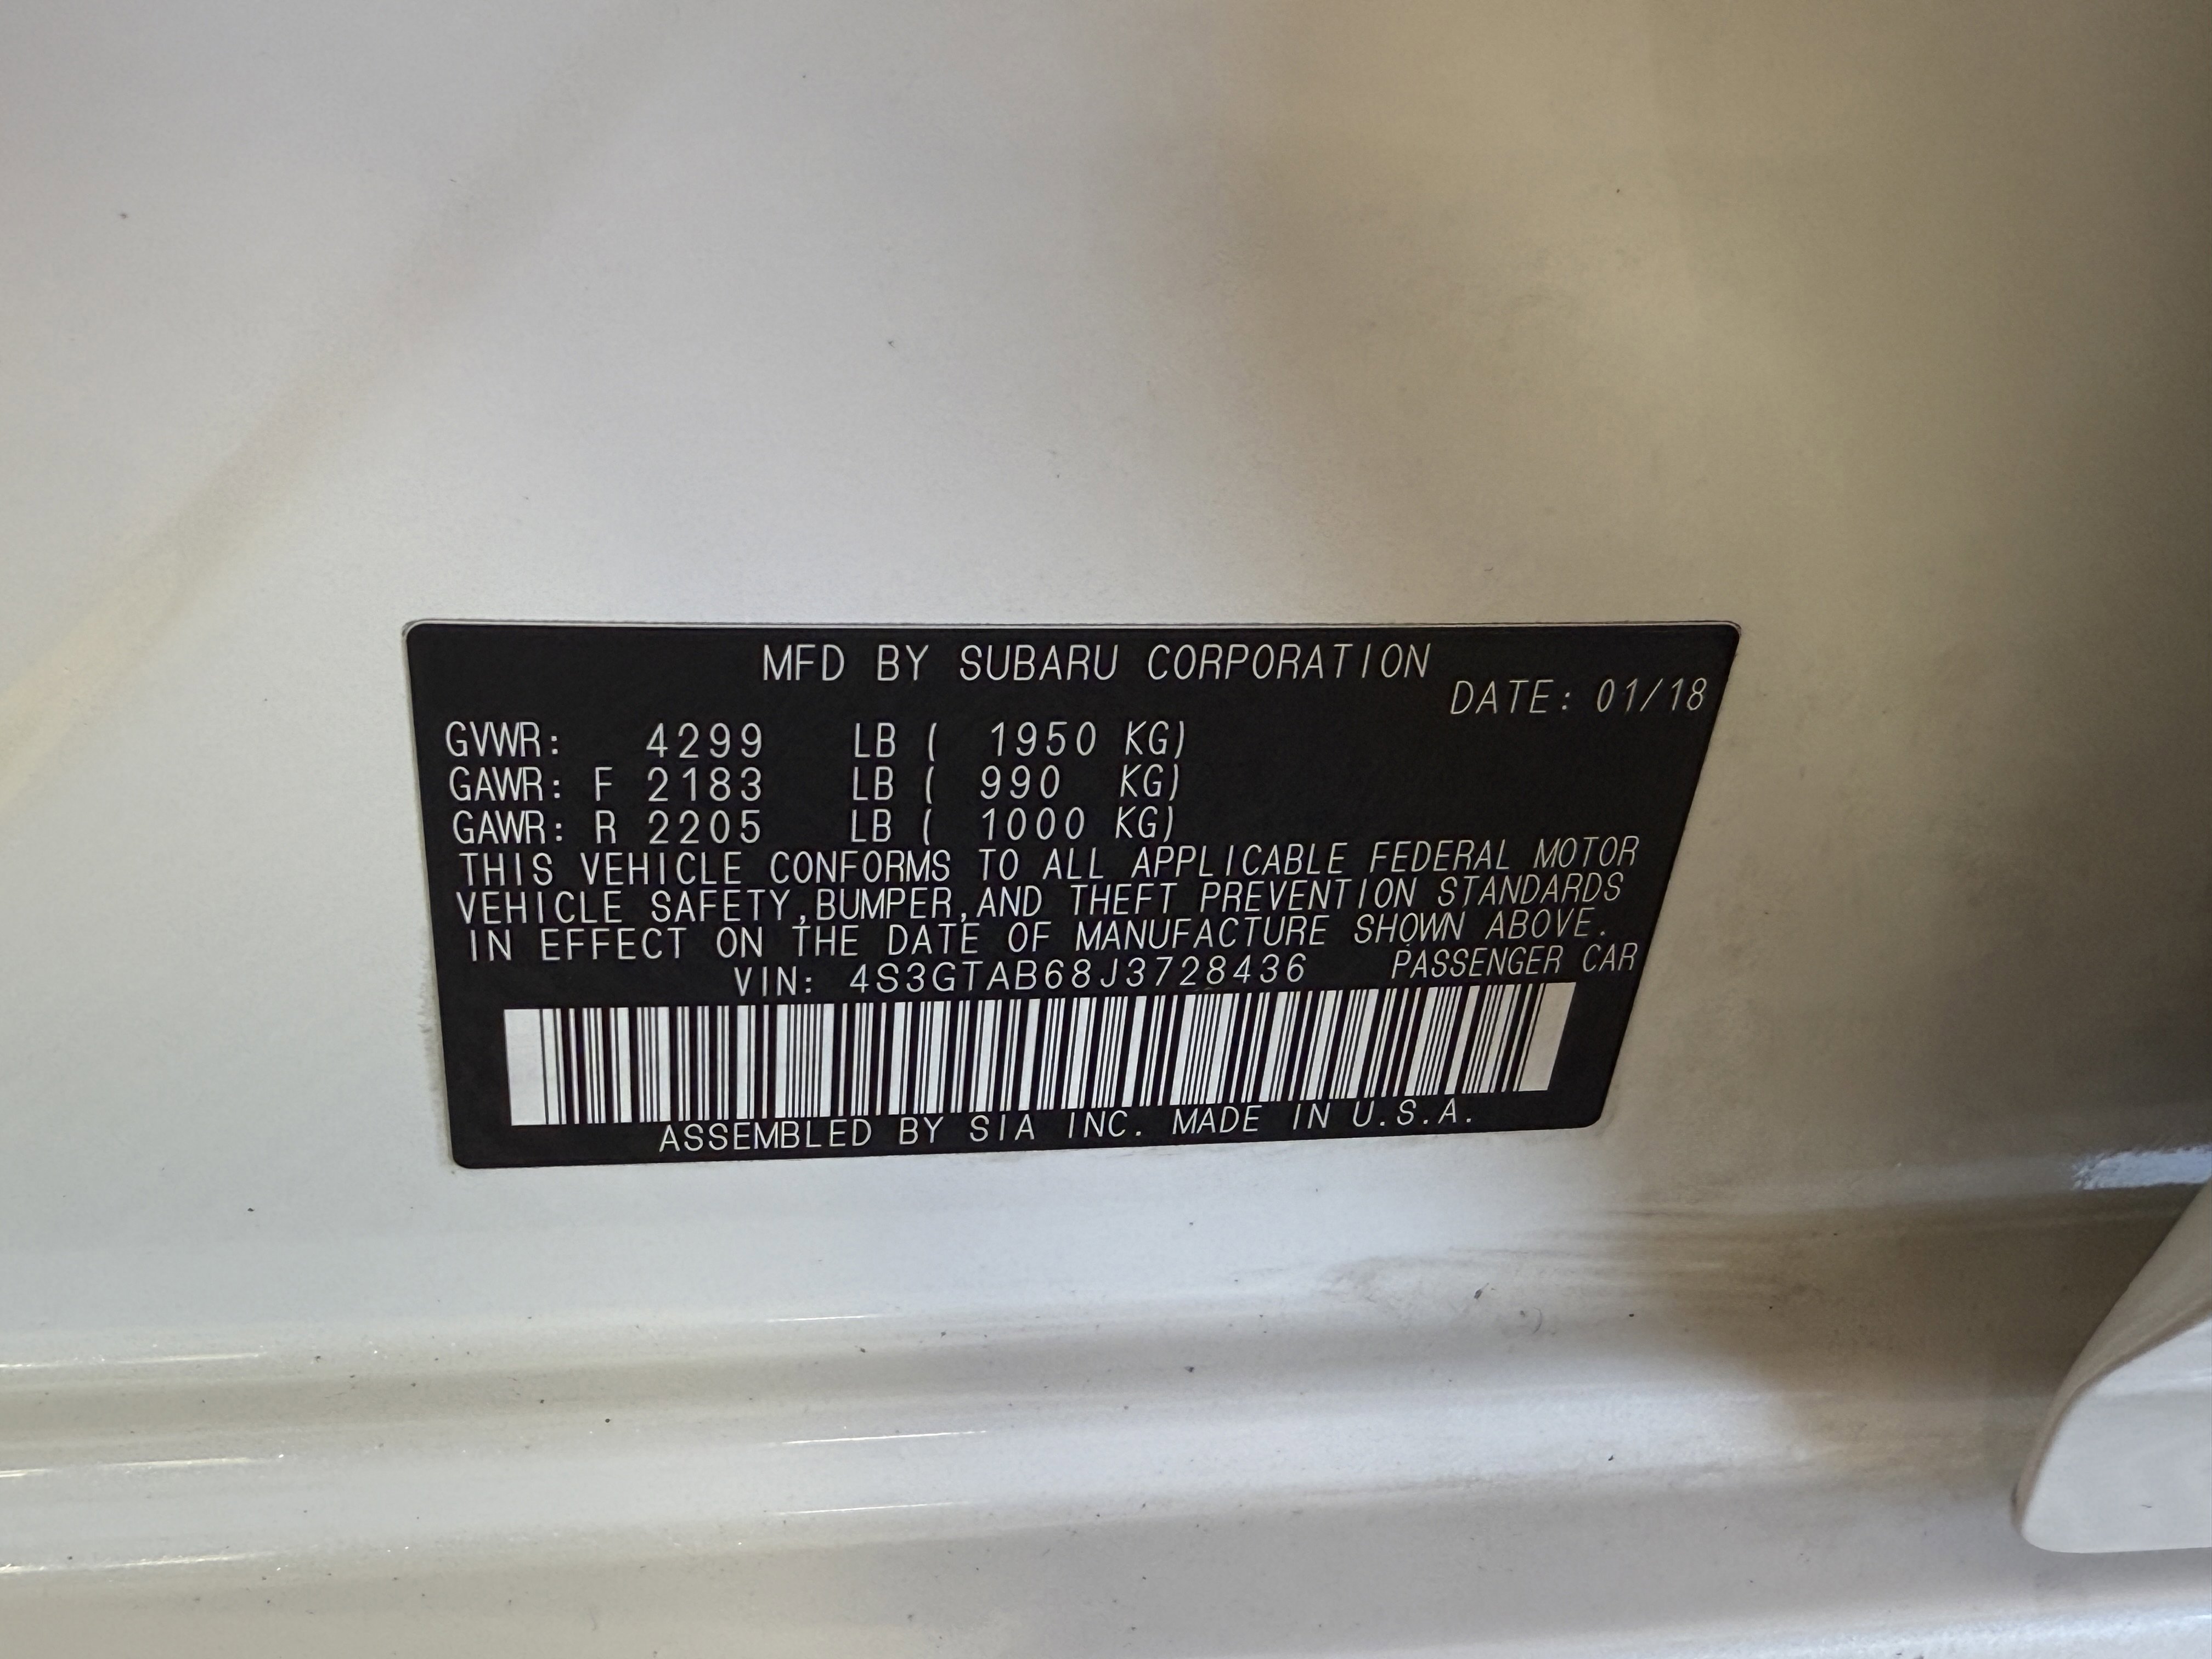 MFD BY SUBARU CORPORATION
DATE: 01/18
GVWR: 4299 LB ( 1950 KG)
GAWR: F 2183 LB ( 990 KG)
GAWR: R 2205 LB ( 1000 KG)
THIS VEHICLE CONFORMS TO ALL APPLICABLE FEDERAL MOTOR
VEHICLE SAFETY,BUMPER,AND THEFT PREVENTION STANDARDS
IN EFFECT ON THE DATE OF MANUFACTURE SHOWN ABOVE.
VIN: 4S3GTAB68J3728436 PASSENGER CAR
ASSEMBLED BY SIA INC. MADE IN U.S.A.